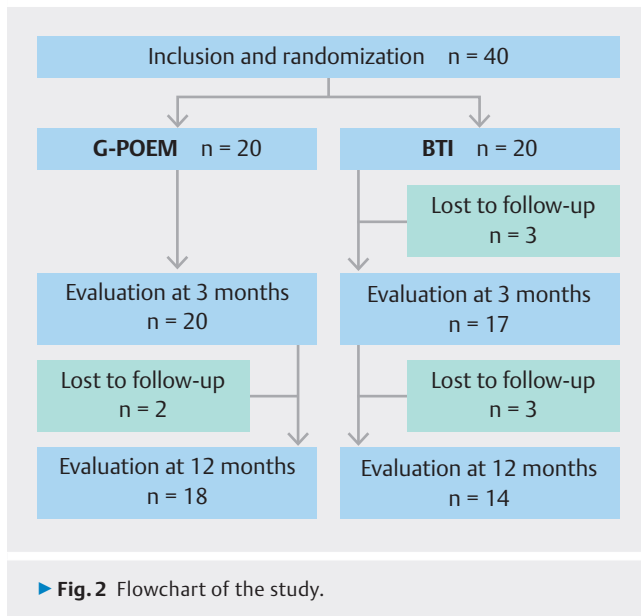 Inclusion and randomization n = 40
G-POEM n = 20
BTI n = 20
Lost to follow-up
n = 3
Evaluation at 3 months
n = 20
Evaluation at 3 months
n = 17
Lost to follow-up
n = 2
Lost to follow-up
n = 3
Evaluation at 12 months
n = 18
Evaluation at 12 months
n = 14
▶ Fig. 2 Flowchart of the study.